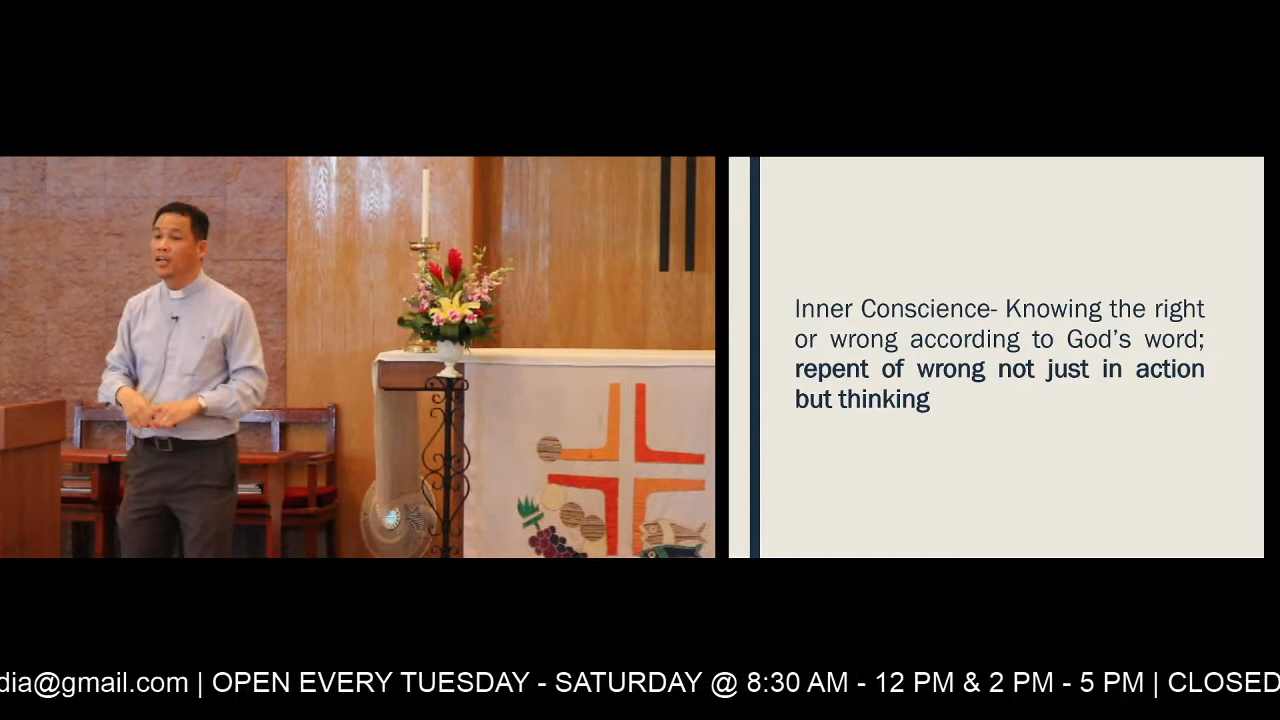 Inner Conscience- Knowing the right
or wrong according to God's word;
repent of wrong not just in action
but thinking
dia@gmail.com | OPEN EVERY TUESDAY - SATURDAY @ 8:30 AM - 12 PM & 2 PM - 5 PM | CLOSED